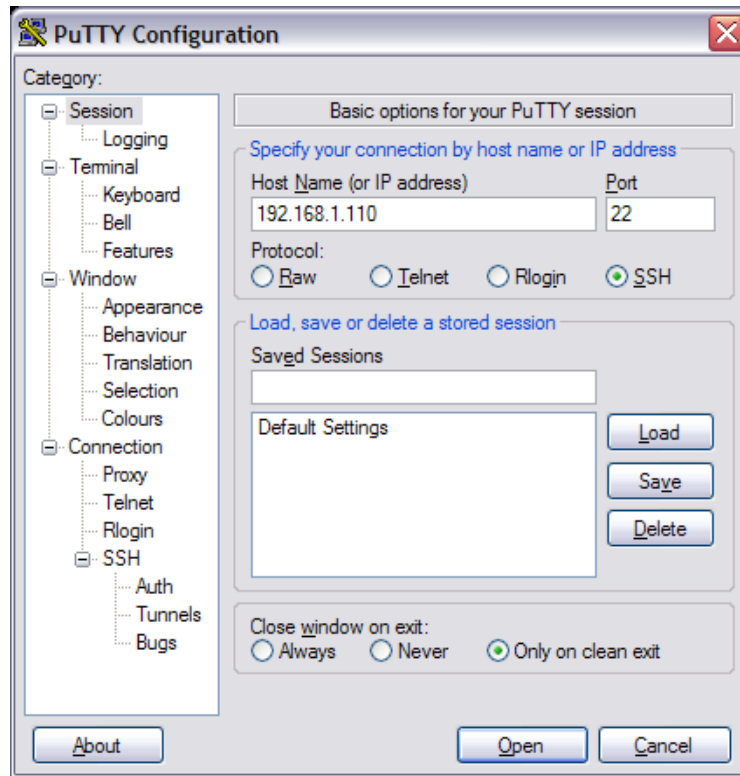 PuTTY Configuration
Category:
Session
Logging
Terminal
Keyboard
Bell
Features
Window
Appearance
Behaviour
Translation
Selection
Colours
Connection
Proxy
Telnet
Rlogin
SSH
Auth
Tunnels
Bugs
Basic options for your PuTTY session
Specify your connection by host name or IP address
Host Name (or IP address) Port
192.168.1.110 22
Protocol:
Raw Telnet Rlogin SSH
Load, save or delete a stored session
Saved Sessions
Default Settings
Load
Save
Delete
Close window on exit:
Always Never Only on clean exit
About Open Cancel